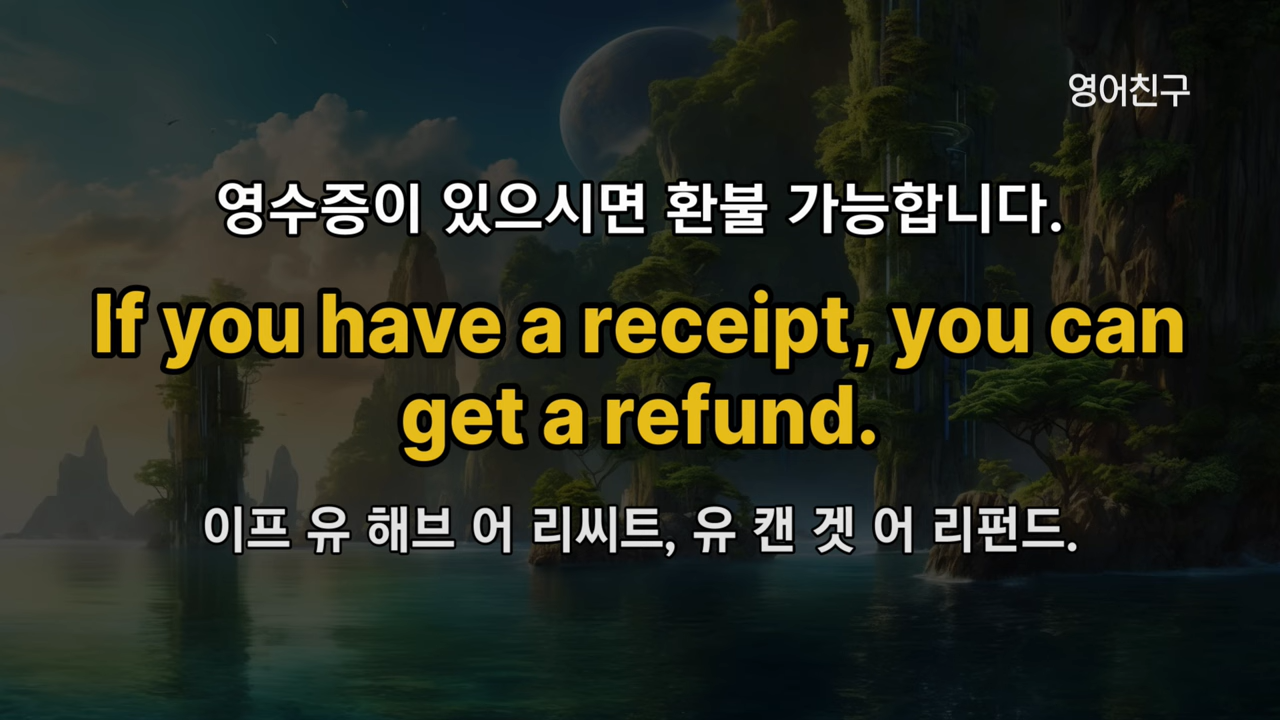 영어친구
영수증이 있으시면 환불 가능합니다.
If you have a receipt, you can
get a refund.
이프 유 해브 어 리씨트, 유 캔 겟 어 리펀드.